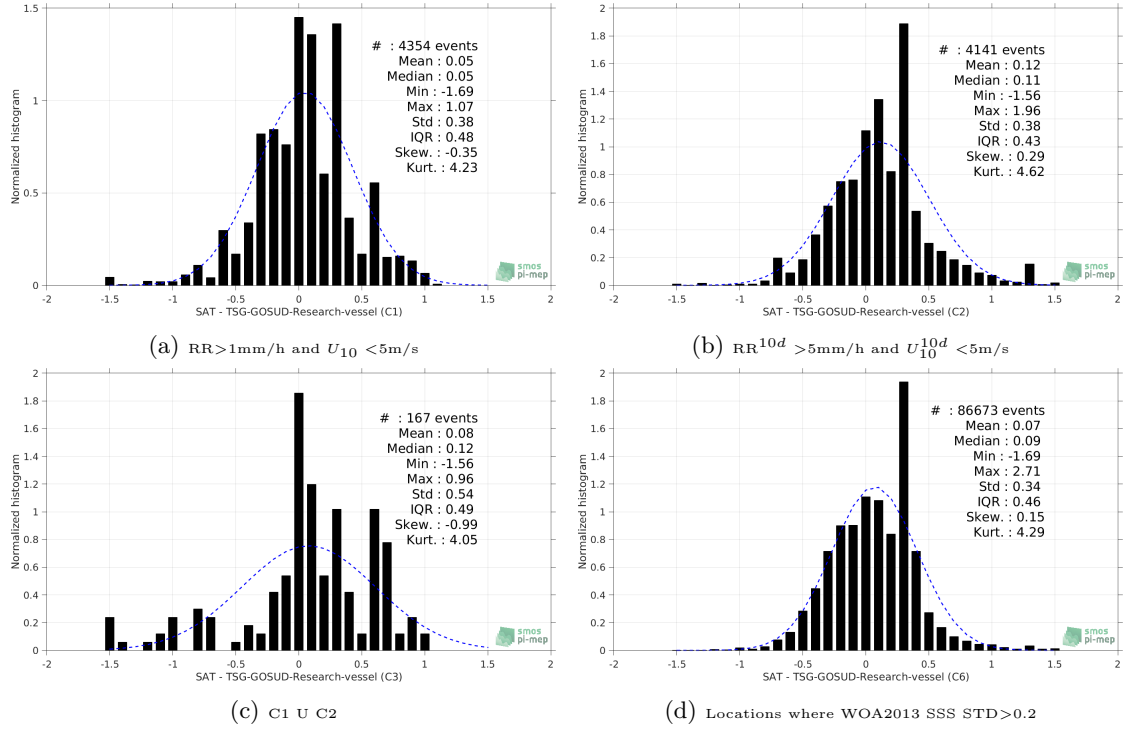 1.5
1
0.5
0
Normalized histogram
# : 4354 events
Mean : 0.05
Median : 0.05
Min : -1.69
Max : 1.07
Std : 0.38
IQR : 0.48
Skew. : -0.35
Kurt. : 4.23
smos
pi-mep
-2 -1.5 -1 -0.5 0 0.5 1 1.5 2
SAT - TSG-GOSUD-Research-vessel (C1)
(a) RR>1mm/h and U10 <5m/s
2
1.8
1.6
1.4
1.2
1
0.8
0.6
0.4
0.2
0
Normalized histogram
# : 4141 events
Mean : 0.12
Median : 0.11
Min : -1.56
Max : 1.96
Std : 0.38
IQR : 0.43
Skew. : 0.29
Kurt. : 4.62
smos
pi-mep
-2 -1.5 -1 -0.5 0 0.5 1 1.5 2
SAT - TSG-GOSUD-Research-vessel (C2)
(b) RR10d >5mm/h and U10d10 <5m/s
2
1.8
1.6
1.4
1.2
1
0.8
0.6
0.4
0.2
0
Normalized histogram
# : 167 events
Mean : 0.08
Median : 0.12
Min : -1.56
Max : 0.96
Std : 0.54
IQR : 0.49
Skew. : -0.99
Kurt. : 4.05
smos
pi-mep
-2 -1.5 -1 -0.5 0 0.5 1 1.5 2
SAT - TSG-GOSUD-Research-vessel (C3)
(c) C1 U C2
2
1.8
1.6
1.4
1.2
1
0.8
0.6
0.4
0.2
0
Normalized histogram
# : 86673 events
Mean : 0.07
Median : 0.09
Min : -1.69
Max : 2.71
Std : 0.34
IQR : 0.46
Skew. : 0.15
Kurt. : 4.29
smos
pi-mep
-2 -1.5 -1 -0.5 0 0.5 1 1.5 2
SAT - TSG-GOSUD-Research-vessel (C6)
(d) Locations where WOA2013 SSS STD>0.2